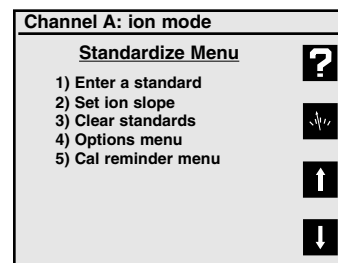 Channel A: ion mode
Standardize Menu
1) Enter a standard
2) Set ion slope
3) Clear standards
4) Options menu
5) Cal reminder menu
?